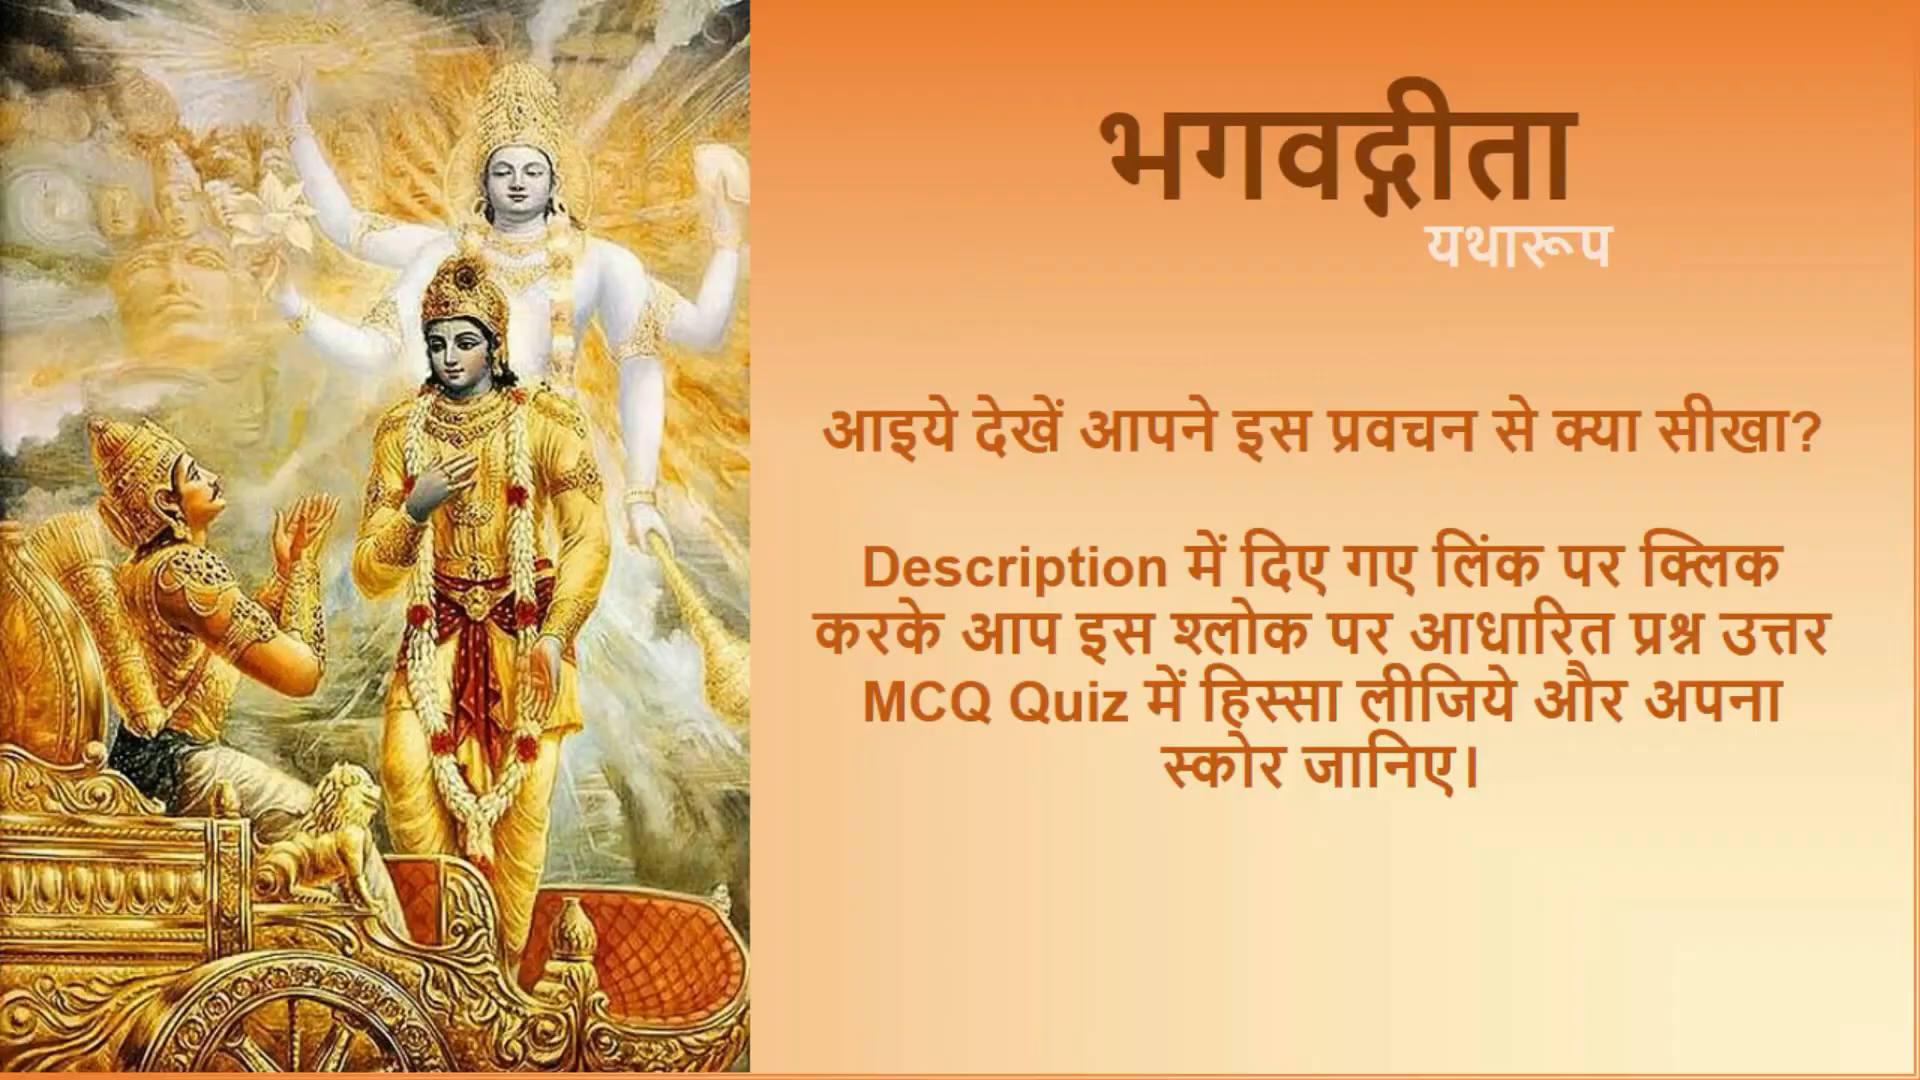 भगवद्गीता
यथारूप
आइये देखें आपने इस प्रवचन से क्या सीखा?
Description में दिए गए लिंक पर क्लिक
करके आप इस श्लोक पर आधारित प्रश्न उत्तर
MCQ Quiz में हिस्सा लीजिये और अपना
स्कोर जानिए।